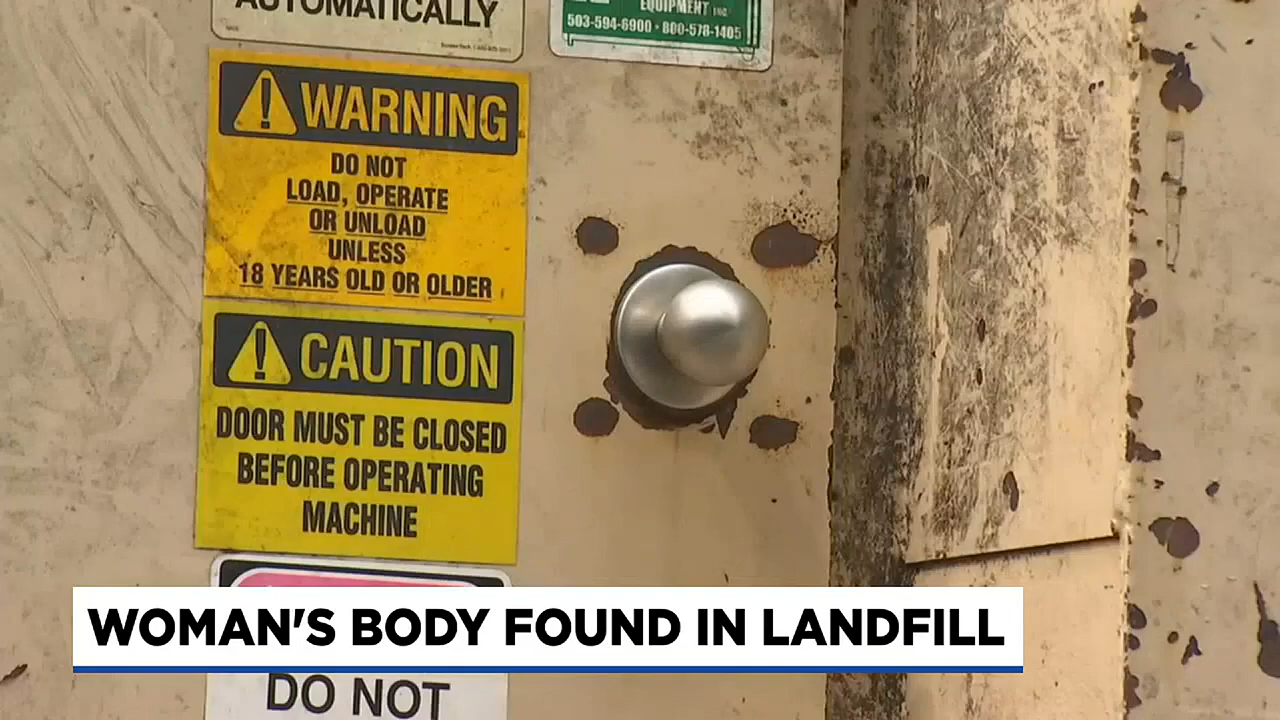 AUTOMATICALLY
EQUIPMENT INC
503-594-6900 • 800-578-1405
WARNING
DO NOT
LOAD, OPERATE
OR UNLOAD
UNLESS
18 YEARS OLD OR OLDER
CAUTION
DOOR MUST BE CLOSED
BEFORE OPERATING
MACHINE
WOMAN'S BODY FOUND IN LANDFILL
DO NOT